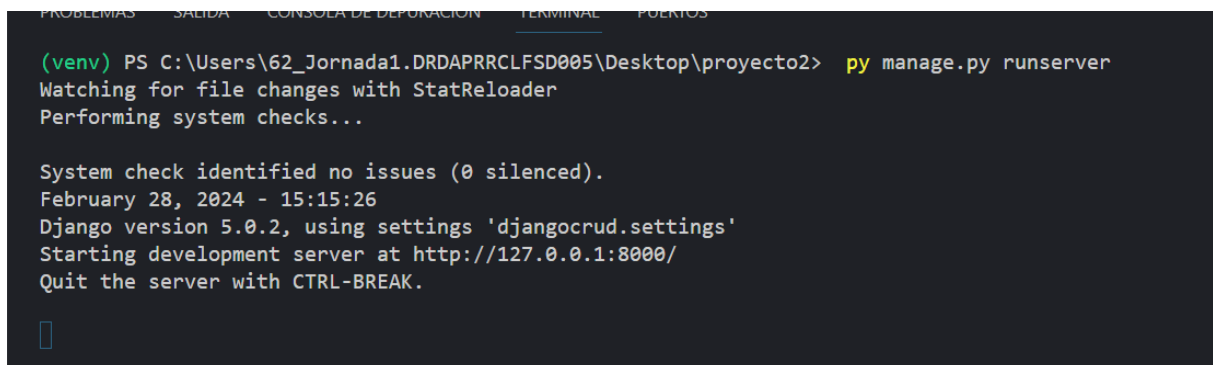 PROBLEMAS SALIDA CONSOLA DE DEPURACIÓN TERMINAL PUERTOS
(venv) PS C:\Users\62_Jornada1.DRDAPRRCLFSD005\Desktop\proyecto2> py manage.py runserver
Watching for file changes with StatReloader
Performing system checks...
System check identified no issues (0 silenced).
February 28, 2024 - 15:15:26
Django version 5.0.2, using settings 'djangocrud.settings'
Starting development server at http://127.0.0.1:8000/
Quit the server with CTRL-BREAK.